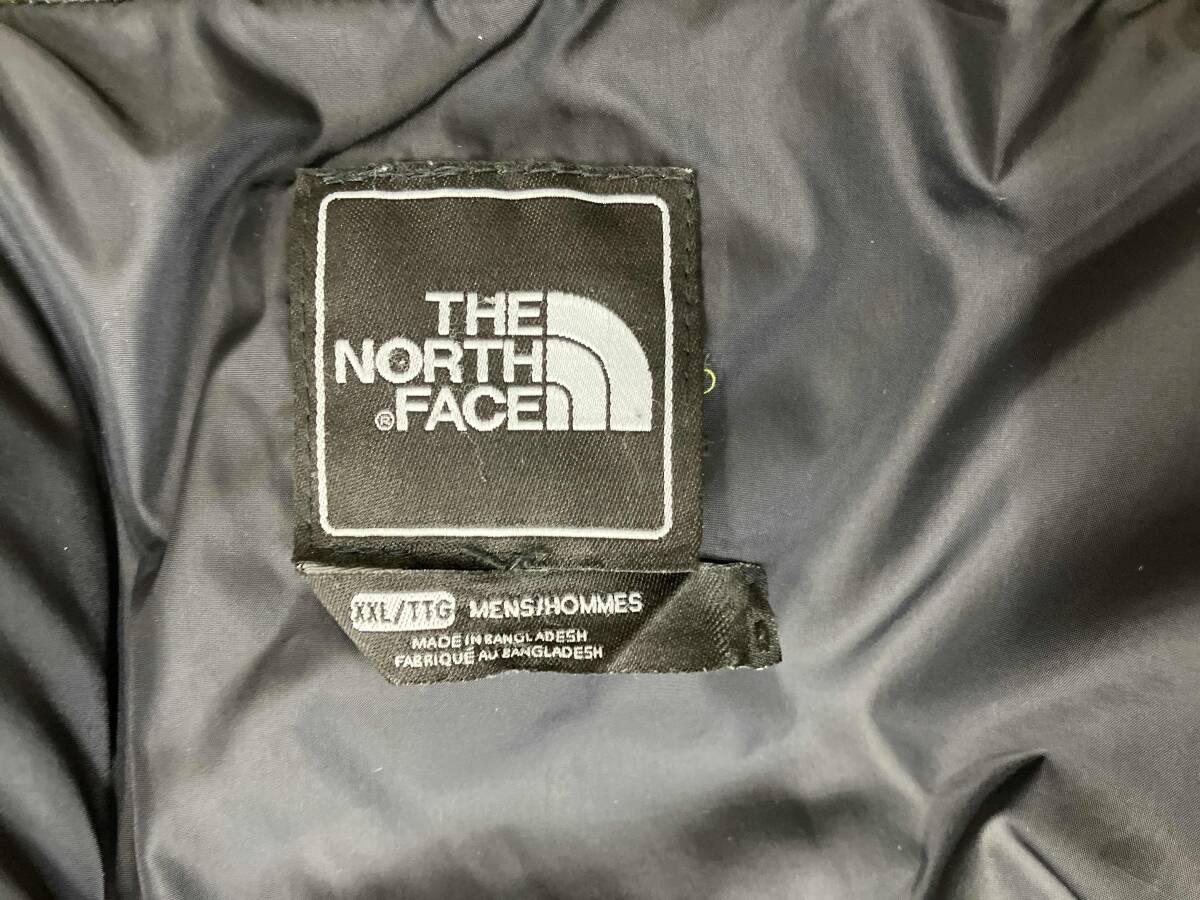 THE
NORTH
®FACE
XXL/TTG MENS/HOMMES
MADE IN BANGLADESH
FABRIQUÉ AU BANGLADESH